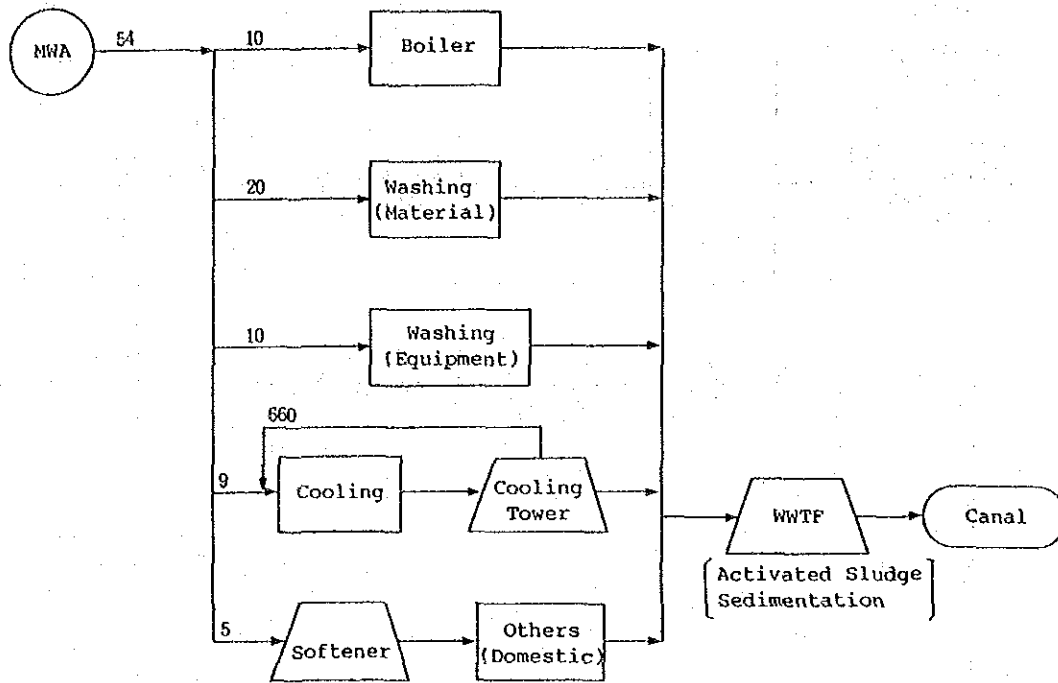 MWA
54
10
Boiler
20
Washing
(Material)
10
Washing
(Equipment)
660
9
Cooling
Cooling
Tower
WWTF
Canal
Activated Sludge
Sedimentation
5
Softener
Others
(Domestic)